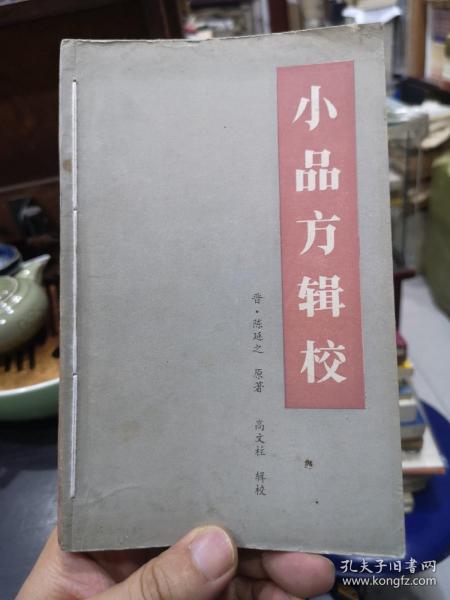 小品方辑校
晋·陈延之 原著
高文柱 辑校
孔夫子旧书网
www.kongfz.com